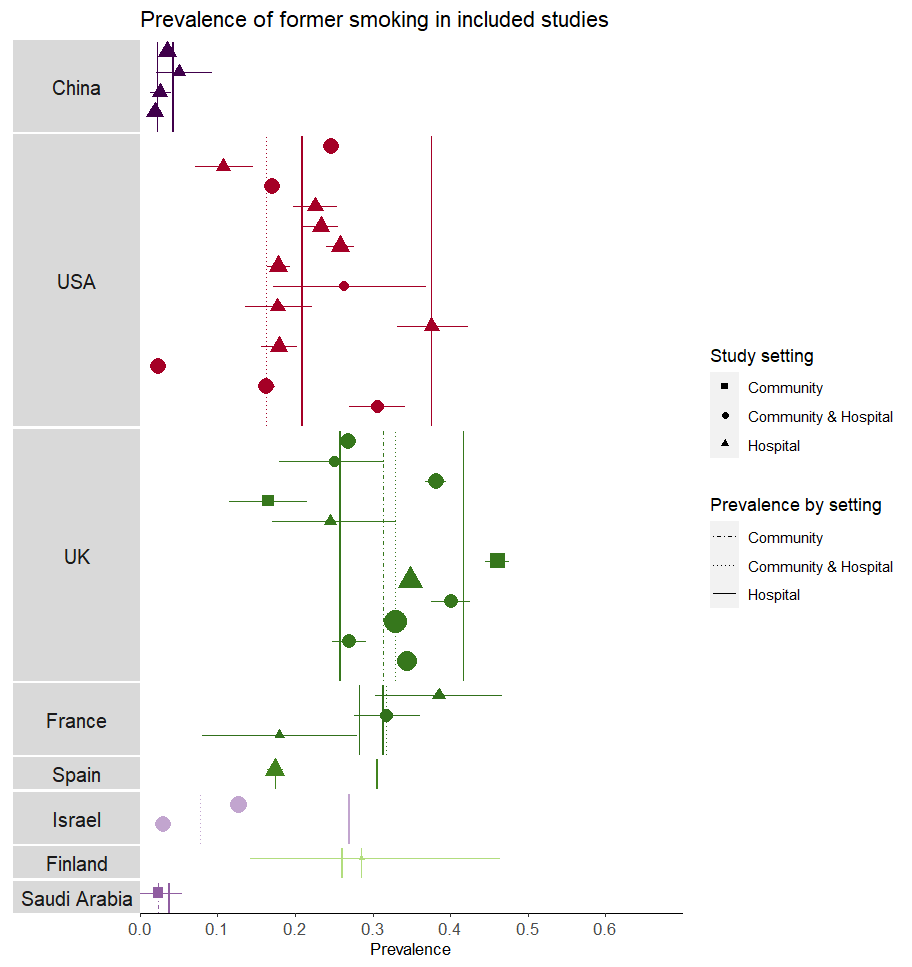 Prevalence of former smoking in included studies
China
USA
UK
France
Spain
Israel
Finland
Saudi Arabia
0.0 0.1 0.2 0.3 0.4 0.5 0.6
Prevalence
Study setting
Community
Community & Hospital
Hospital
Prevalence by setting
Community
Community & Hospital
Hospital